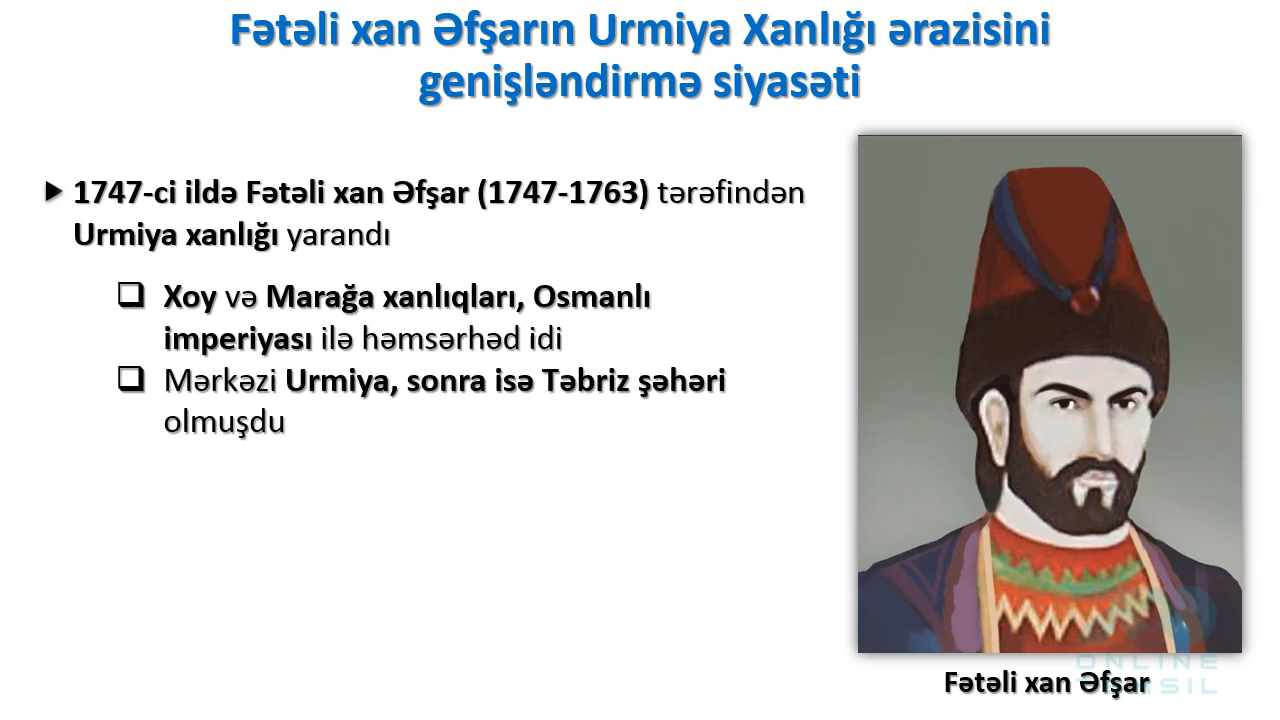 Fətəli xan Əfşarın Urmiya Xanlığı ərazisini
genişləndirmə siyasəti
1747-ci ildə Fətəli xan Əfşar (1747-1763) tərəfindən
Urmiya xanlığı yarandı
Xoy və Marağa xanlıqları, Osmanlı
imperiyası ilə həmsərhəd idi
Mərkəzi Urmiya, sonra isə Təbriz şəhəri
olmuşdu
ONLINE
Fətəli xan Əfşar